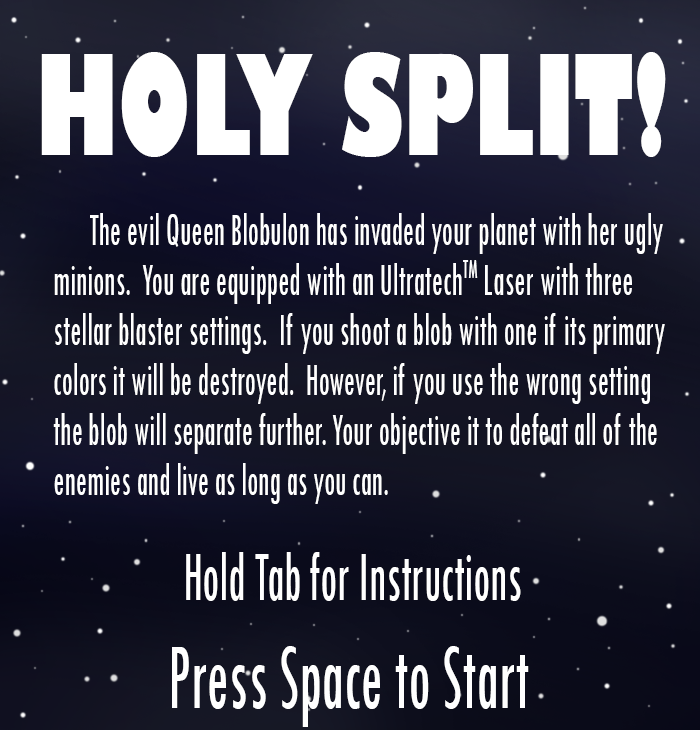 HOLY SPLIT!
The evil Queen Blobulon has invaded your planet with her ugly
minions. You are equipped with an Ultratech™ Laser with three
stellar blaster settings. If you shoot a blob with one if its primary
colors it will be destroyed. However, if you use the wrong setting
the blob will separate further. Your objective it to defeat all of the
enemies and live as long as you can.
Hold Tab for Instructions
Press Space to Start